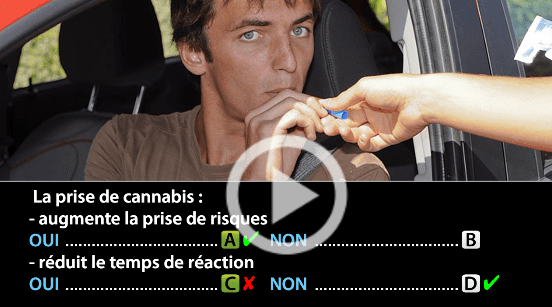 La prise de cannabis :
- augmente la prise de risques
OUI ........................................ A ✔ NON ..................................... B
- réduit le temps de réaction
OUI ........................................ C ✘ NON ..................................... D ✔